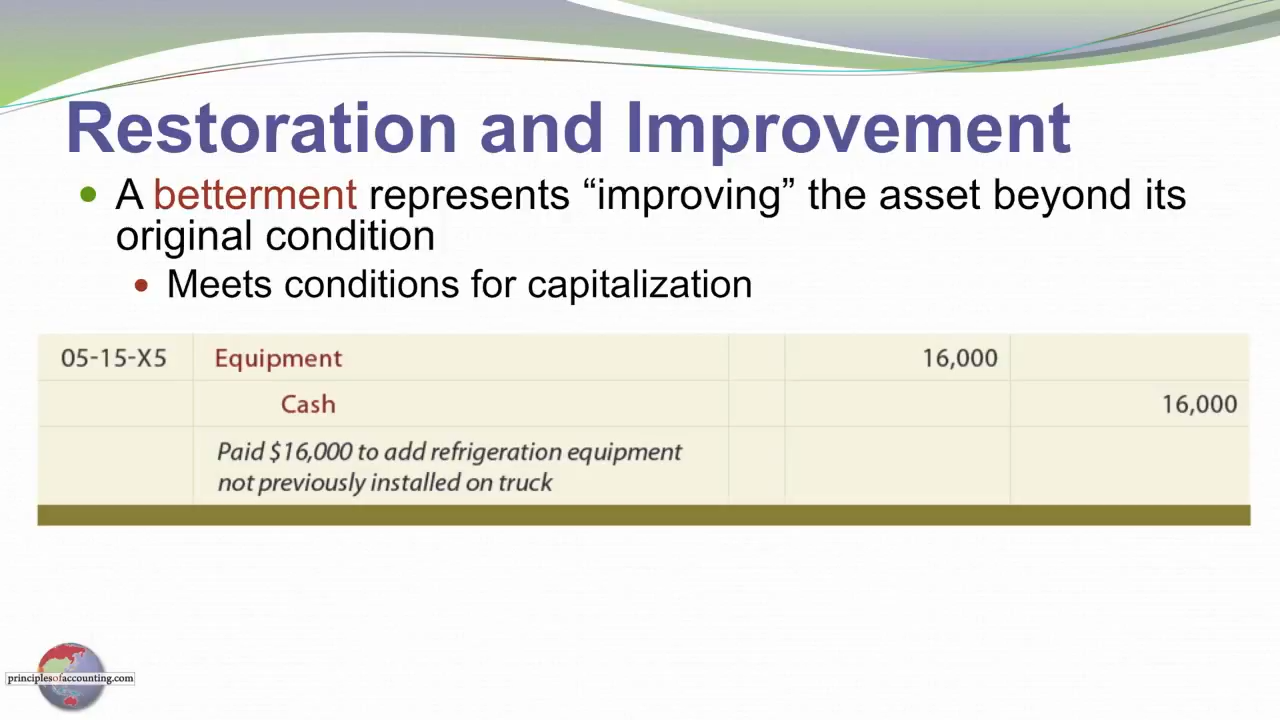 Restoration and Improvement
• A betterment represents “improving” the asset beyond its
original condition
• Meets conditions for capitalization
05-15-X5 Equipment 16,000
Cash 16,000
Paid $16,000 to add refrigeration equipment
not previously installed on truck
principlesofaccounting.com